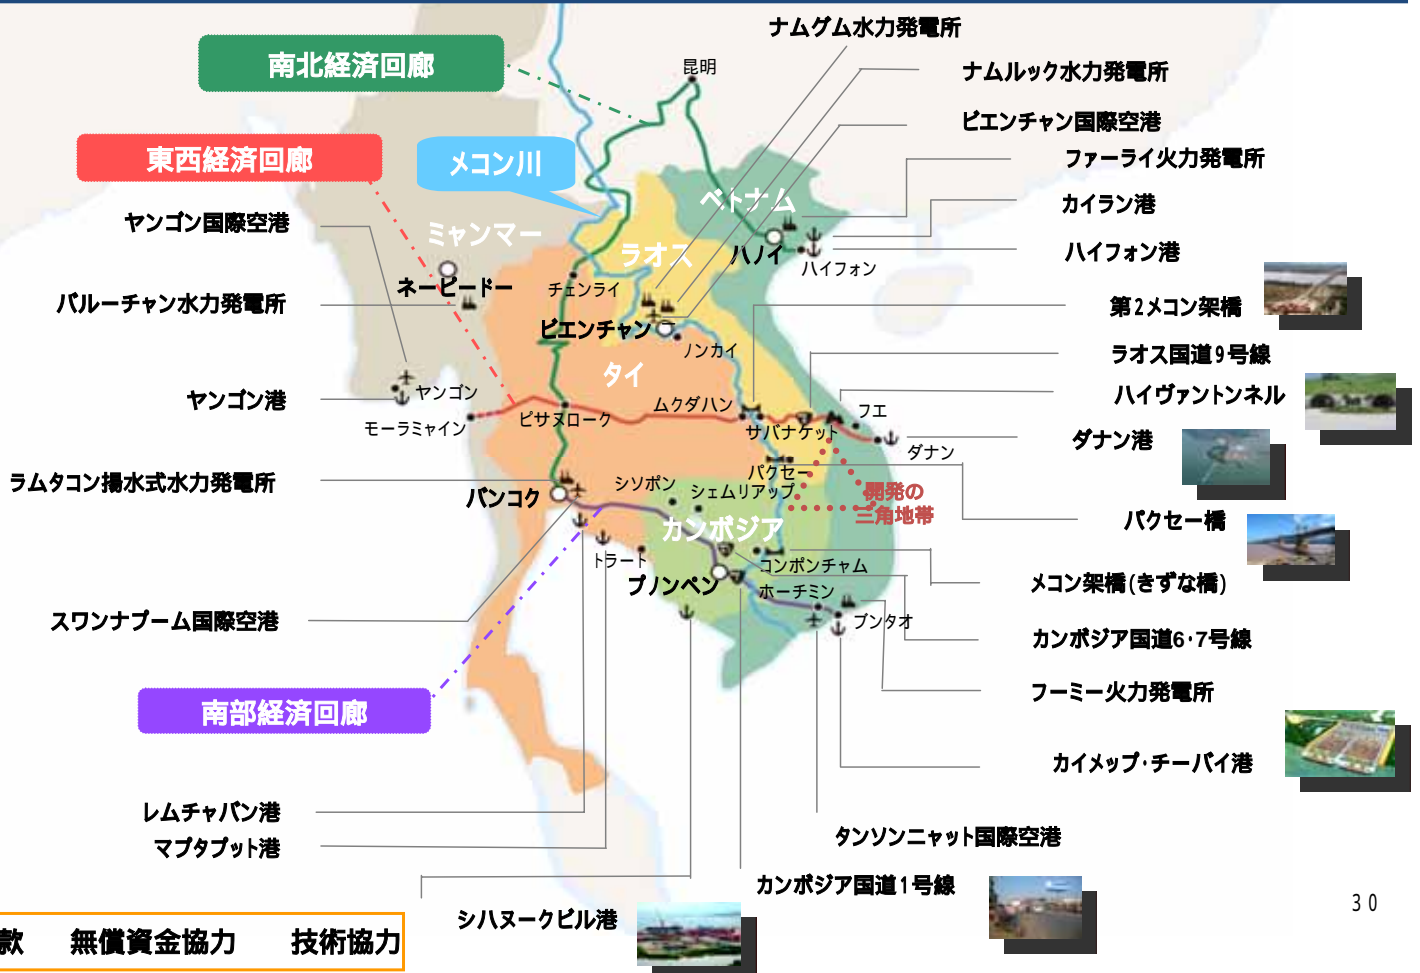 ナムグム水力発電所
南北経済回廊
昆明
ナムルック水力発電所
ビエンチャン国際空港
東西経済回廊
メコン川
ファーライ火力発電所
ベトナム
カイラン港
ヤンゴン国際空港
ミャンマー
ラオス
ハノイ
ハイフォン港
ハイフォン
ネーピードー
チェンライ
バルーチャン水力発電所
第2メコン架橋
ビエンチャン
ノンカイ
ラオス国道9号線
タイ
ハイヴァントンネル
ヤンゴン
ヤンゴン港
ムクダハン
フエ
モーラミャイン
ピサヌローク
サバナケット
ダナン港
ダナン
ラムタコン揚水式水力発電所
パクセー
シソポン
シェムリアップ
開発の
三角地帯
バンコク
パクセー橋
カンボジア
トラート
コンポンチャム
メコン架橋(きずな橋)
プノンペン
ホーチミン
スワンナプーム国際空港
ブンタオ
カンボジア国道6・7号線
フーミー火力発電所
南部経済回廊
カイメップ・チーバイ港
レムチャバン港
タンソンニャット国際空港
マプタプット港
カンボジア国道1号線
30
シハヌークビル港
款 無償資金協力 技術協力